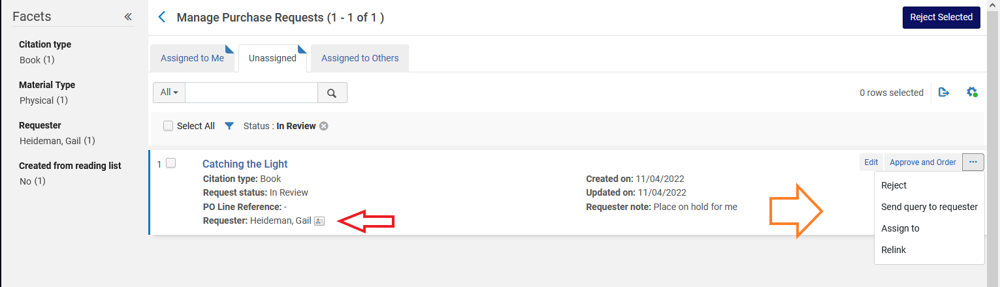 Facets
Citation type
Book (1)
Material Type
Physical (1)
Requester
Heideman, Gail (1)
Created from reading list
No (1)
Manage Purchase Requests (1 - 1 of 1 )
Reject Selected
Assigned to Me
Unassigned
Assigned to Others
All
0 rows selected
Select All
Status : In Review
1
Catching the Light
Citation type: Book
Request status: In Review
PO Line Reference: -
Requester: Heideman, Gail
Created on: 11/04/2022
Updated on: 11/04/2022
Requester note: Place on hold for me
Edit
Approve and Order
Reject
Send query to requester
Assign to
Relink